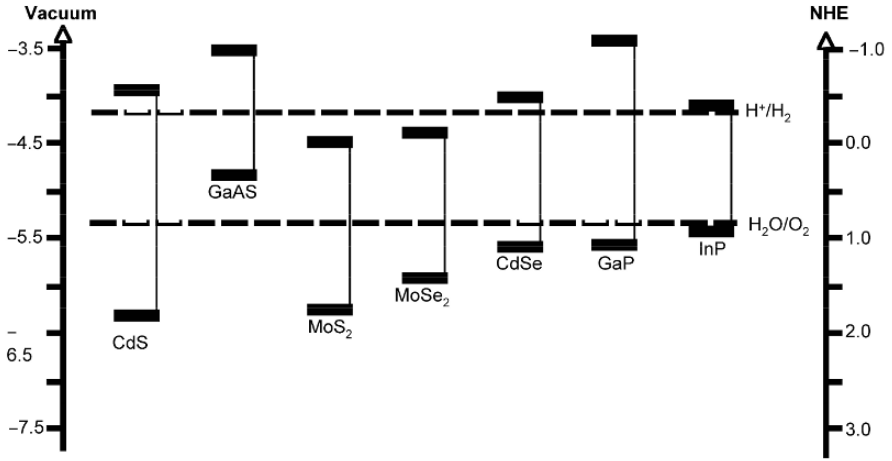 Vacuum
NHE
–3.5
–1.0
H⁺/H₂
–4.5
0.0
GaAS
H₂O/O₂
–5.5
1.0
CdSe
GaP
InP
MoSe₂
MoS₂
CdS
–
6.5
2.0
–7.5
3.0